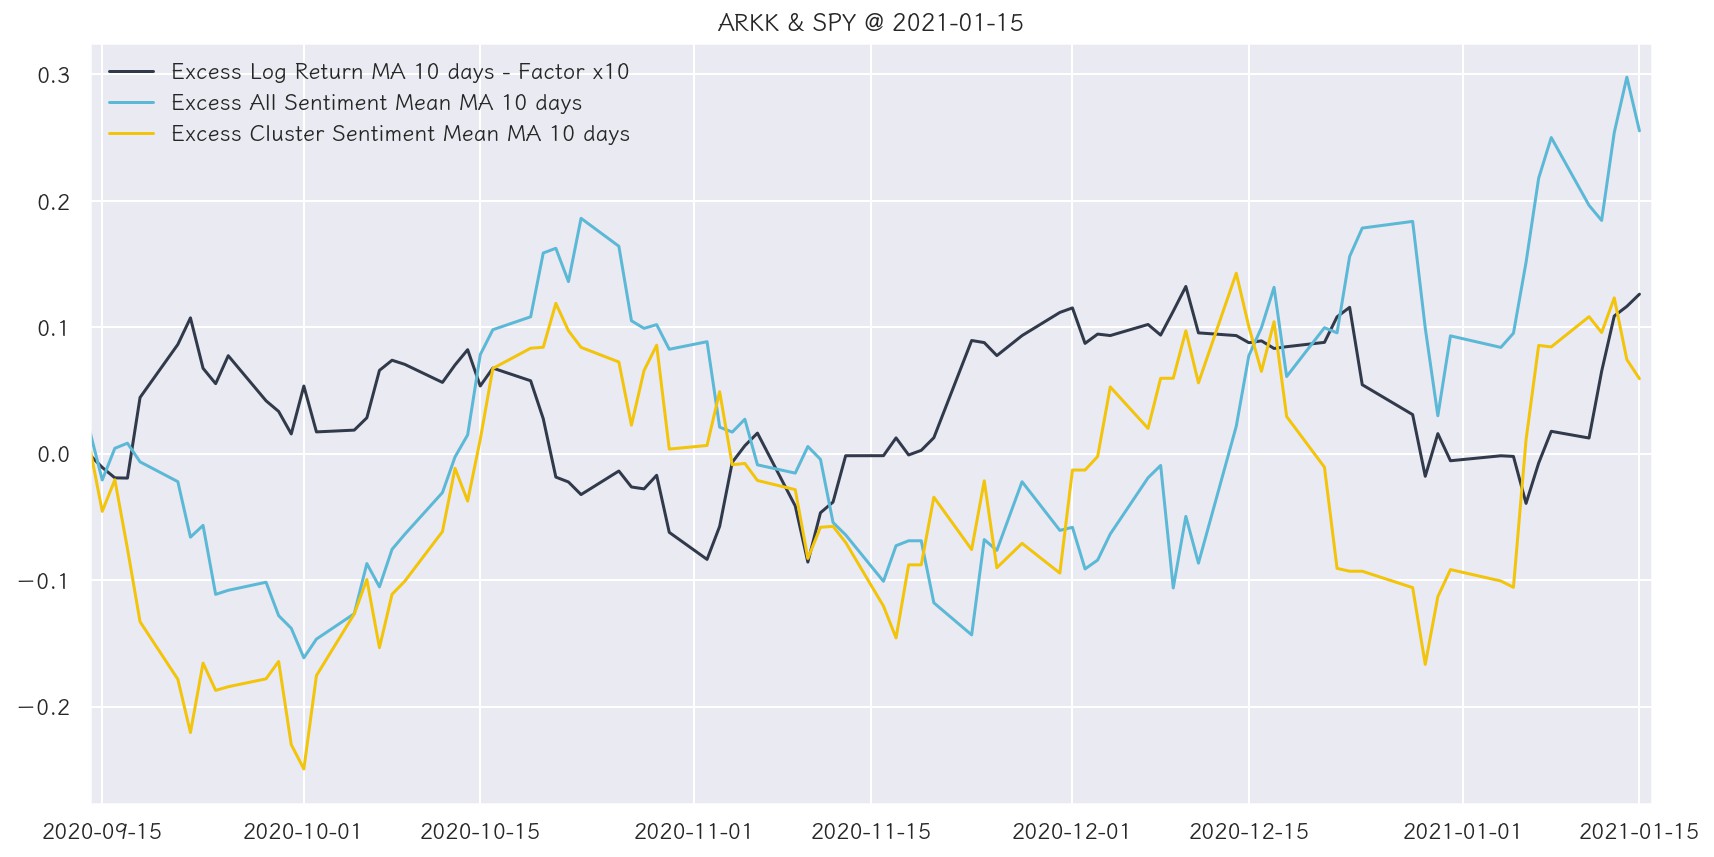 ARKK & SPY @ 2021-01-15
Excess Log Return MA 10 days - Factor x10
Excess All Sentiment Mean MA 10 days
Excess Cluster Sentiment Mean MA 10 days
0.3
0.2
0.1
0.0
−0.1
−0.2
2020-09-15 2020-10-01 2020-10-15 2020-11-01 2020-11-15 2020-12-01 2020-12-15 2021-01-01 2021-01-15